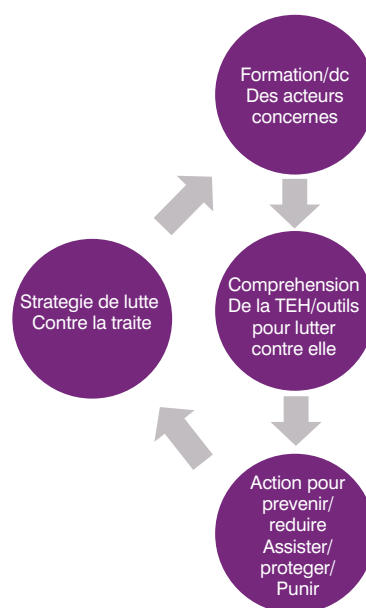 Formation/dc
Des acteurs
concernes
Strategie de lutte
Contre la traite
Comprehension
De la TEH/outils
pour lutter
contre elle
Action pour
prevenir/
reduire
Assister/
proteger/
Punir